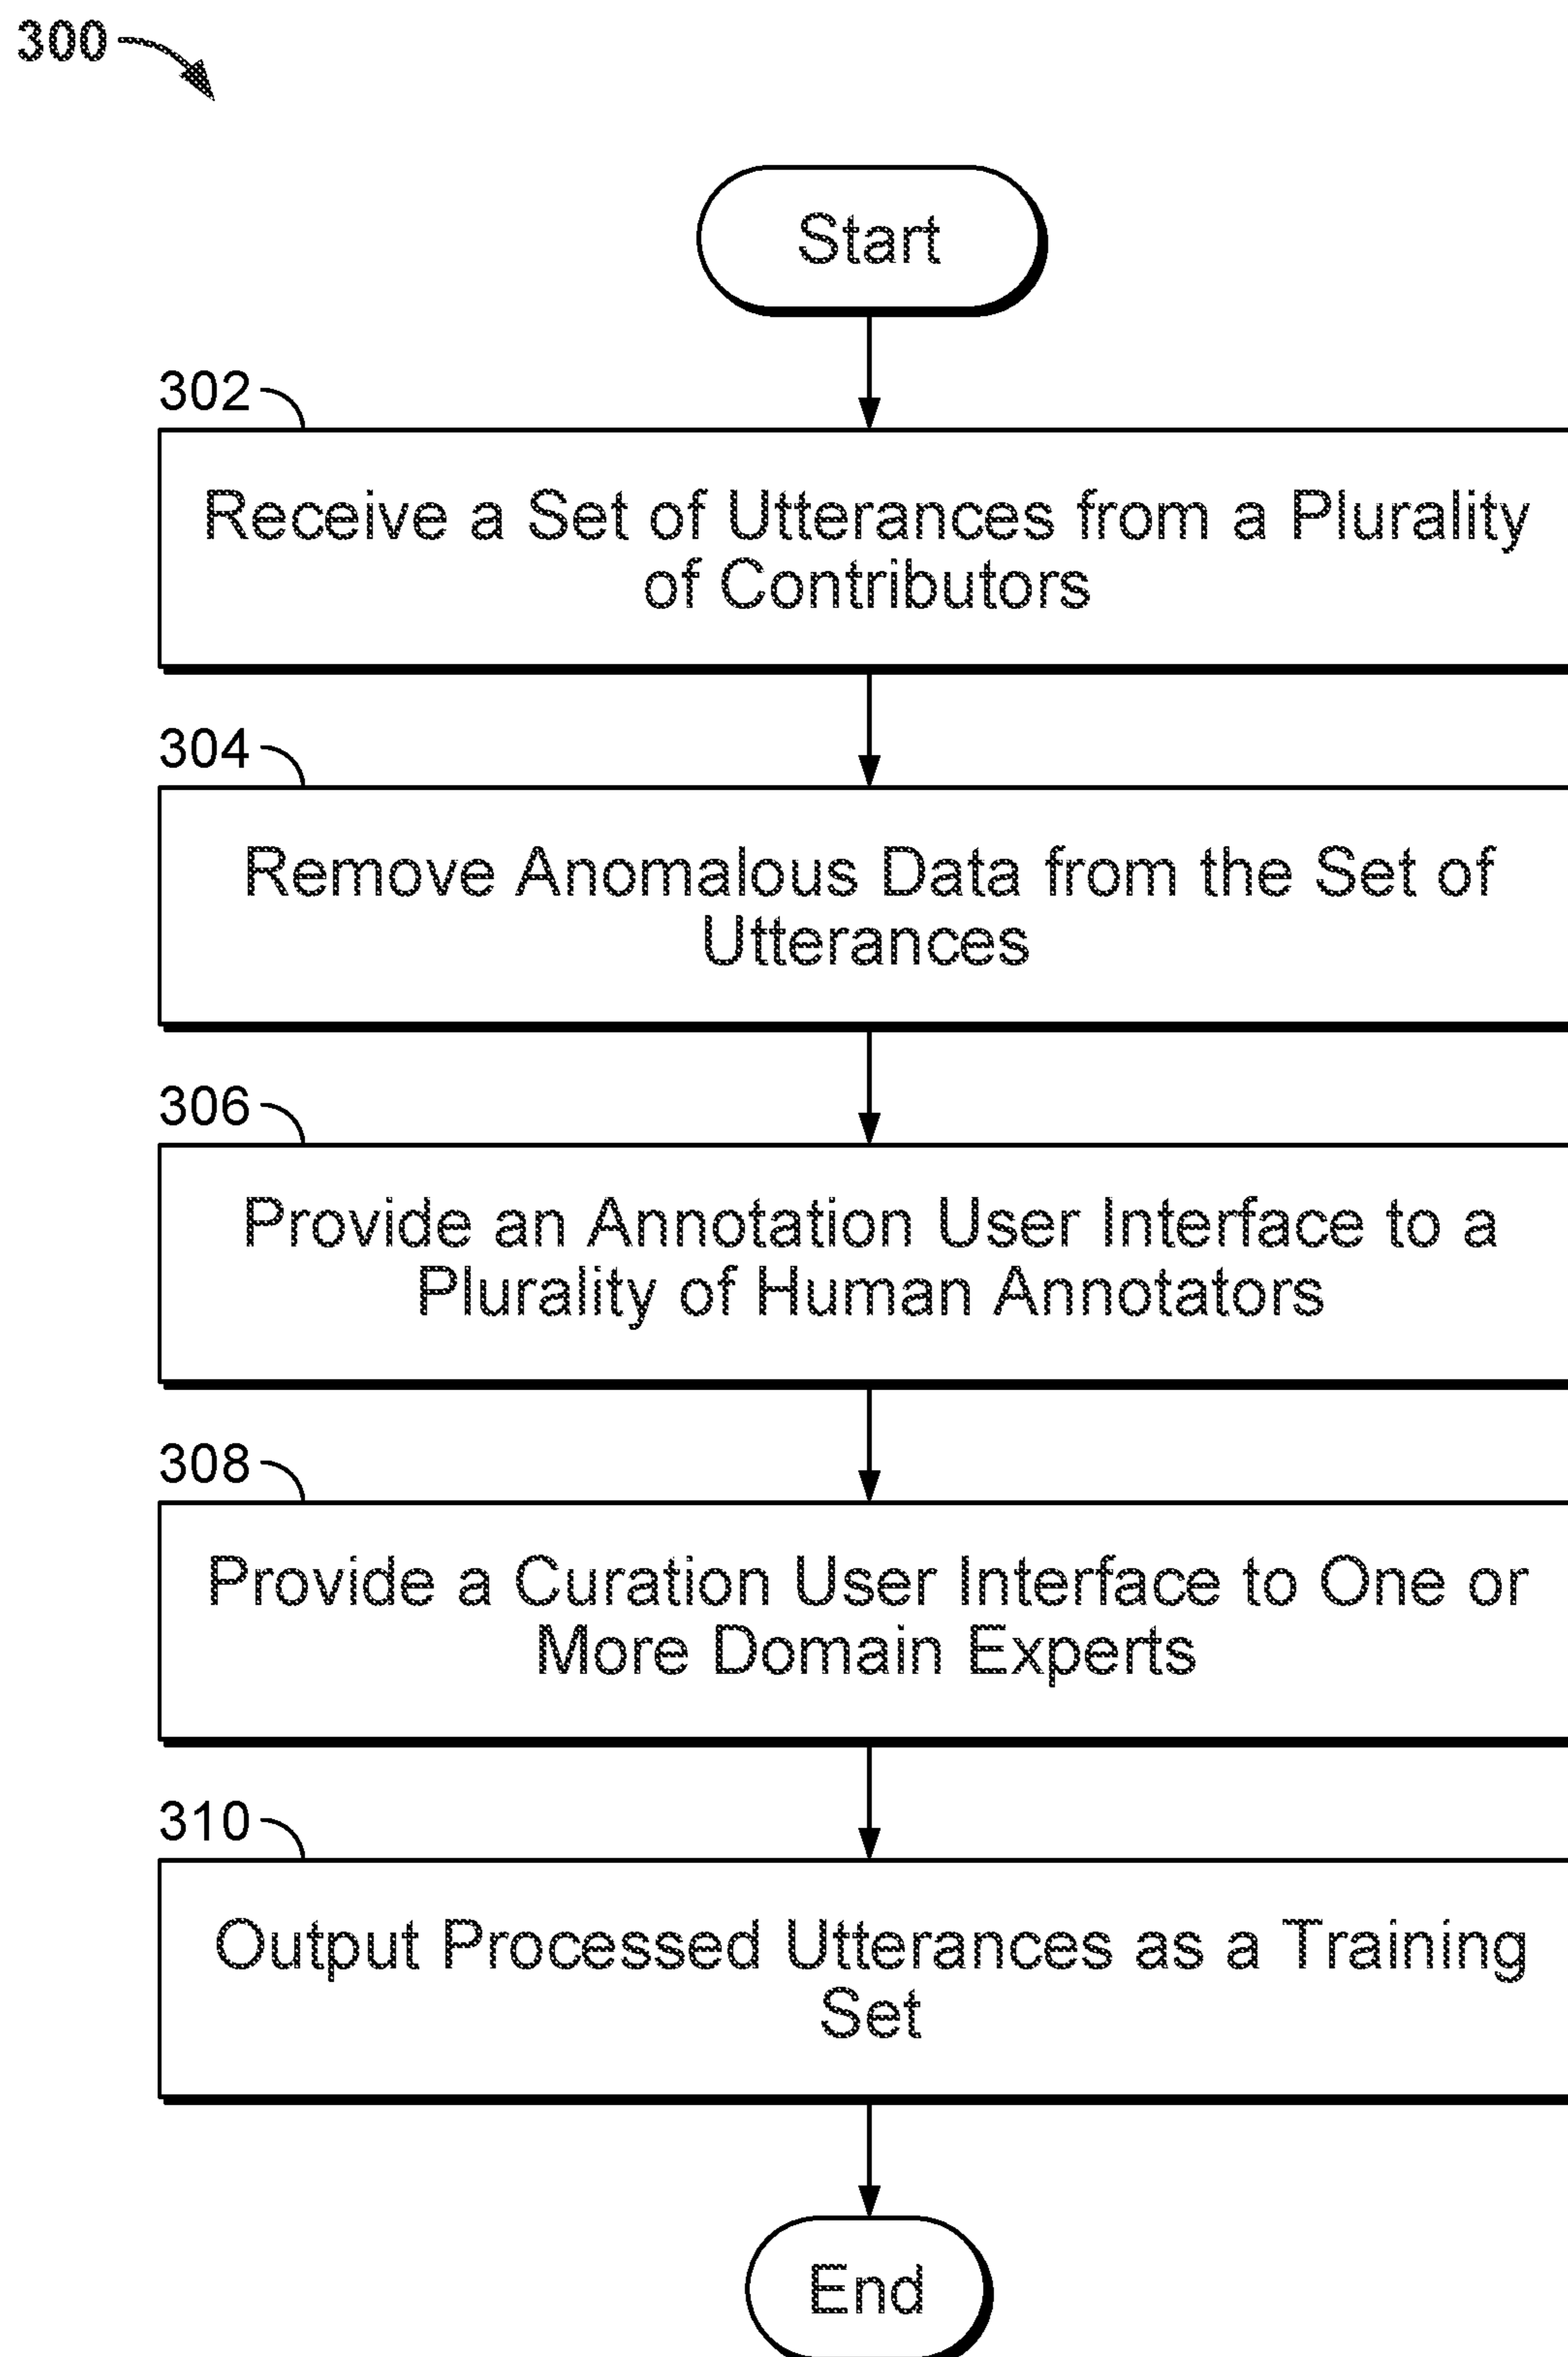 300
Start
302
Receive a Set of Utterances from a Plurality
of Contributors
304
Remove Anomalous Data from the Set of
Utterances
306
Provide an Annotation User Interface to a
Plurality of Human Annotators
308
Provide a Curation User Interface to One or
More Domain Experts
310
Output Processed Utterances as a Training
Set
End